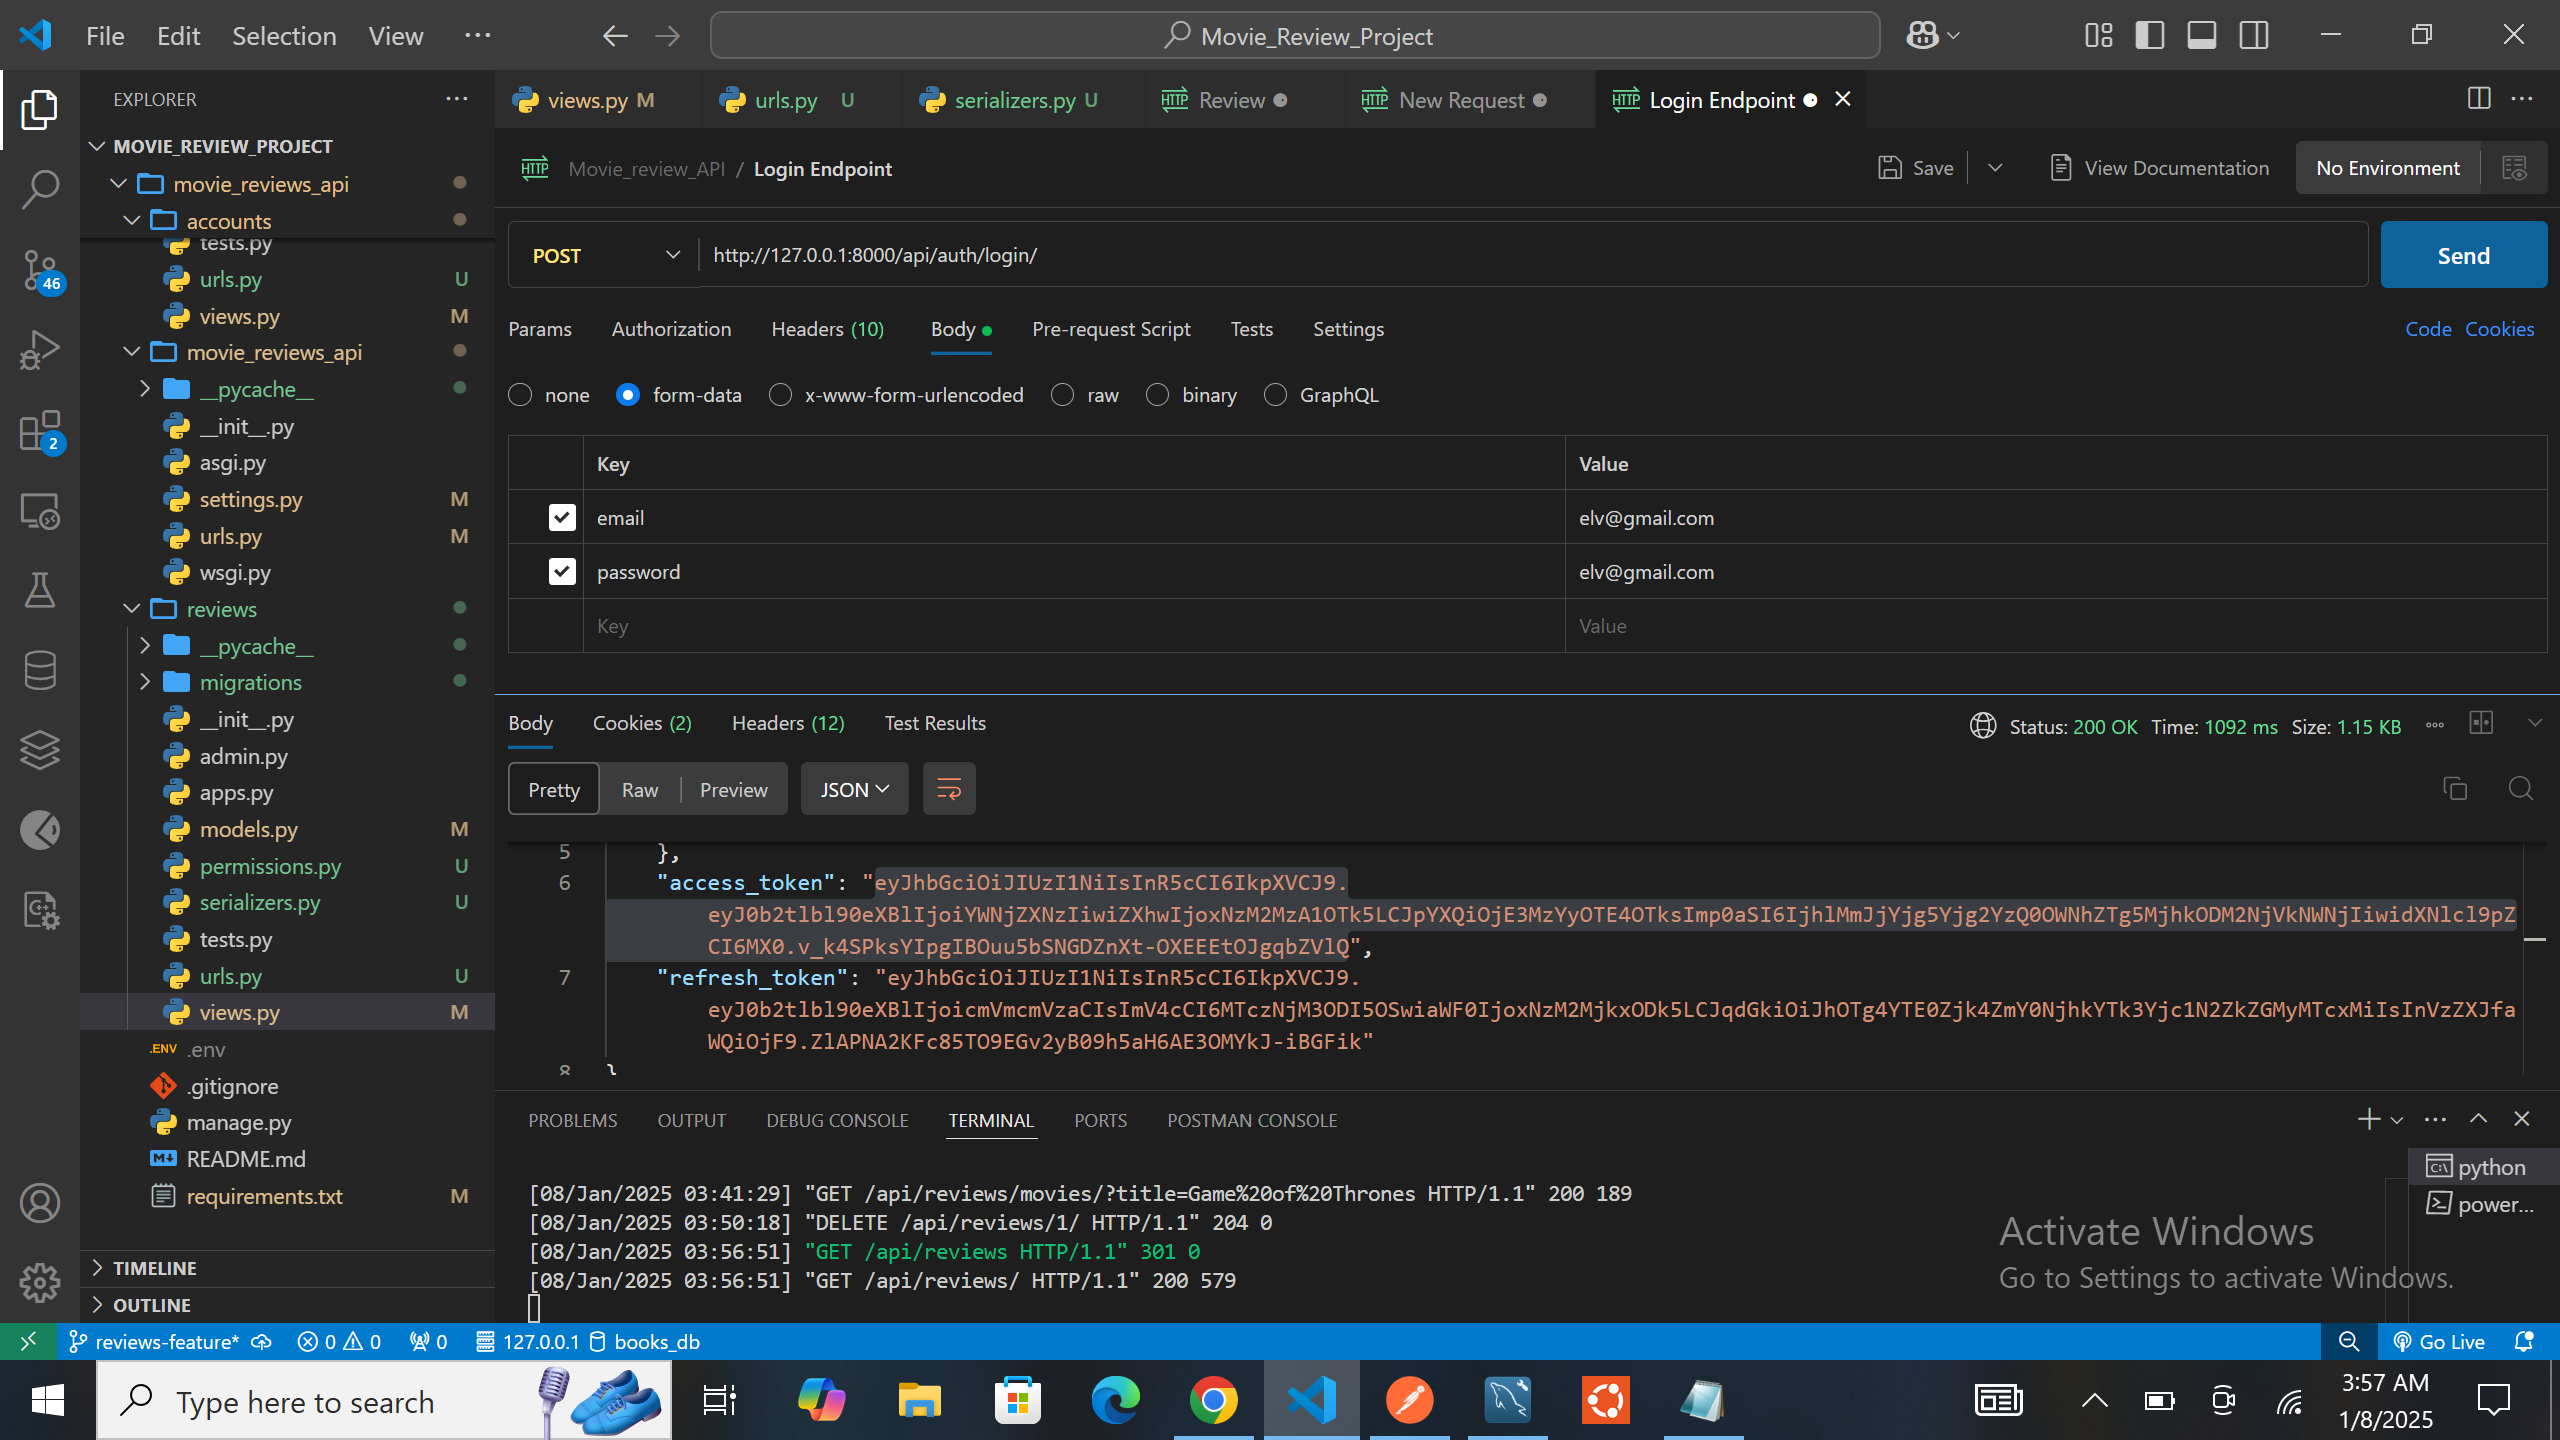 File Edit Selection View ··· Movie_Review_Project
EXPLORER
views.py M urls.py U serializers.py U Review New Request Login Endpoint
MOVIE_REVIEW_PROJECT
movie_reviews_api
accounts
tests.py
urls.py U
views.py M
movie_reviews_api
__pycache__
__init__.py
asgi.py
settings.py M
urls.py M
wsgi.py
reviews
__pycache__
migrations
__init__.py
admin.py
apps.py
models.py M
permissions.py U
serializers.py U
tests.py
urls.py U
views.py M
.ENV .env
.gitignore
manage.py
README.md
requirements.txt M
TIMELINE
OUTLINE
46
2
HTTP Movie_review_API / Login Endpoint Save View Documentation No Environment
POST http://127.0.0.1:8000/api/auth/login/ Send
Params Authorization Headers (10) Body Pre-request Script Tests Settings Code Cookies
none form-data x-www-form-urlencoded raw binary GraphQL
Key Value
email elv@gmail.com
password elv@gmail.com
Key Value
Body Cookies (2) Headers (12) Test Results Status: 200 OK Time: 1092 ms Size: 1.15 KB
Pretty Raw Preview JSON
5 },
6 "access_token": "eyJhbGciOiJIUzI1NiIsInR5cCI6IkpXVCJ9.
eyJ0b2tlbl90eXBlIjoiYWNjZXNzIiwiZXhwIjoxNzM2MzA1OTk5LCJpYXQiOjE3MzYyOTE4OTksImp0aSI6IjhlMmJjYjg5Yjg2YzQ0OWNhZTg5MjhkODM2NjVkNWNjIiwidXNlcl9pZ
CI6MX0.v_k4SPksYIpgIBOuu5bSNGDZnXt-OXEEEtOJgqbZVlQ",
7 "refresh_token": "eyJhbGciOiJIUzI1NiIsInR5cCI6IkpXVCJ9.
eyJ0b2tlbl90eXBlIjoicmVmcmVzaCIsImV4cCI6MTczNjM3ODI5OSwiaWF0IjoxNzM2MjkxODk5LCJqdGkiOiJhOTg4YTE0Zjk4ZmY0NjhkYTk3Yjc1N2ZkZGMyMTcxMiIsInVzZXJfa
WQiOjF9.ZlAPNA2KFc85TO9EGv2yB09h5aH6AE3OMYkJ-iBGFik"
8 }
PROBLEMS OUTPUT DEBUG CONSOLE TERMINAL PORTS POSTMAN CONSOLE
[08/Jan/2025 03:41:29] "GET /api/reviews/movies/?title=Game%20of%20Thrones HTTP/1.1" 200 189
[08/Jan/2025 03:50:18] "DELETE /api/reviews/1/ HTTP/1.1" 204 0
[08/Jan/2025 03:56:51] "GET /api/reviews HTTP/1.1" 301 0
[08/Jan/2025 03:56:51] "GET /api/reviews/ HTTP/1.1" 200 579
python
power...
Activate Windows
Go to Settings to activate Windows.
reviews-feature* 0 0 0 127.0.0.1 books_db Go Live
Type here to search
3:57 AM
1/8/2025